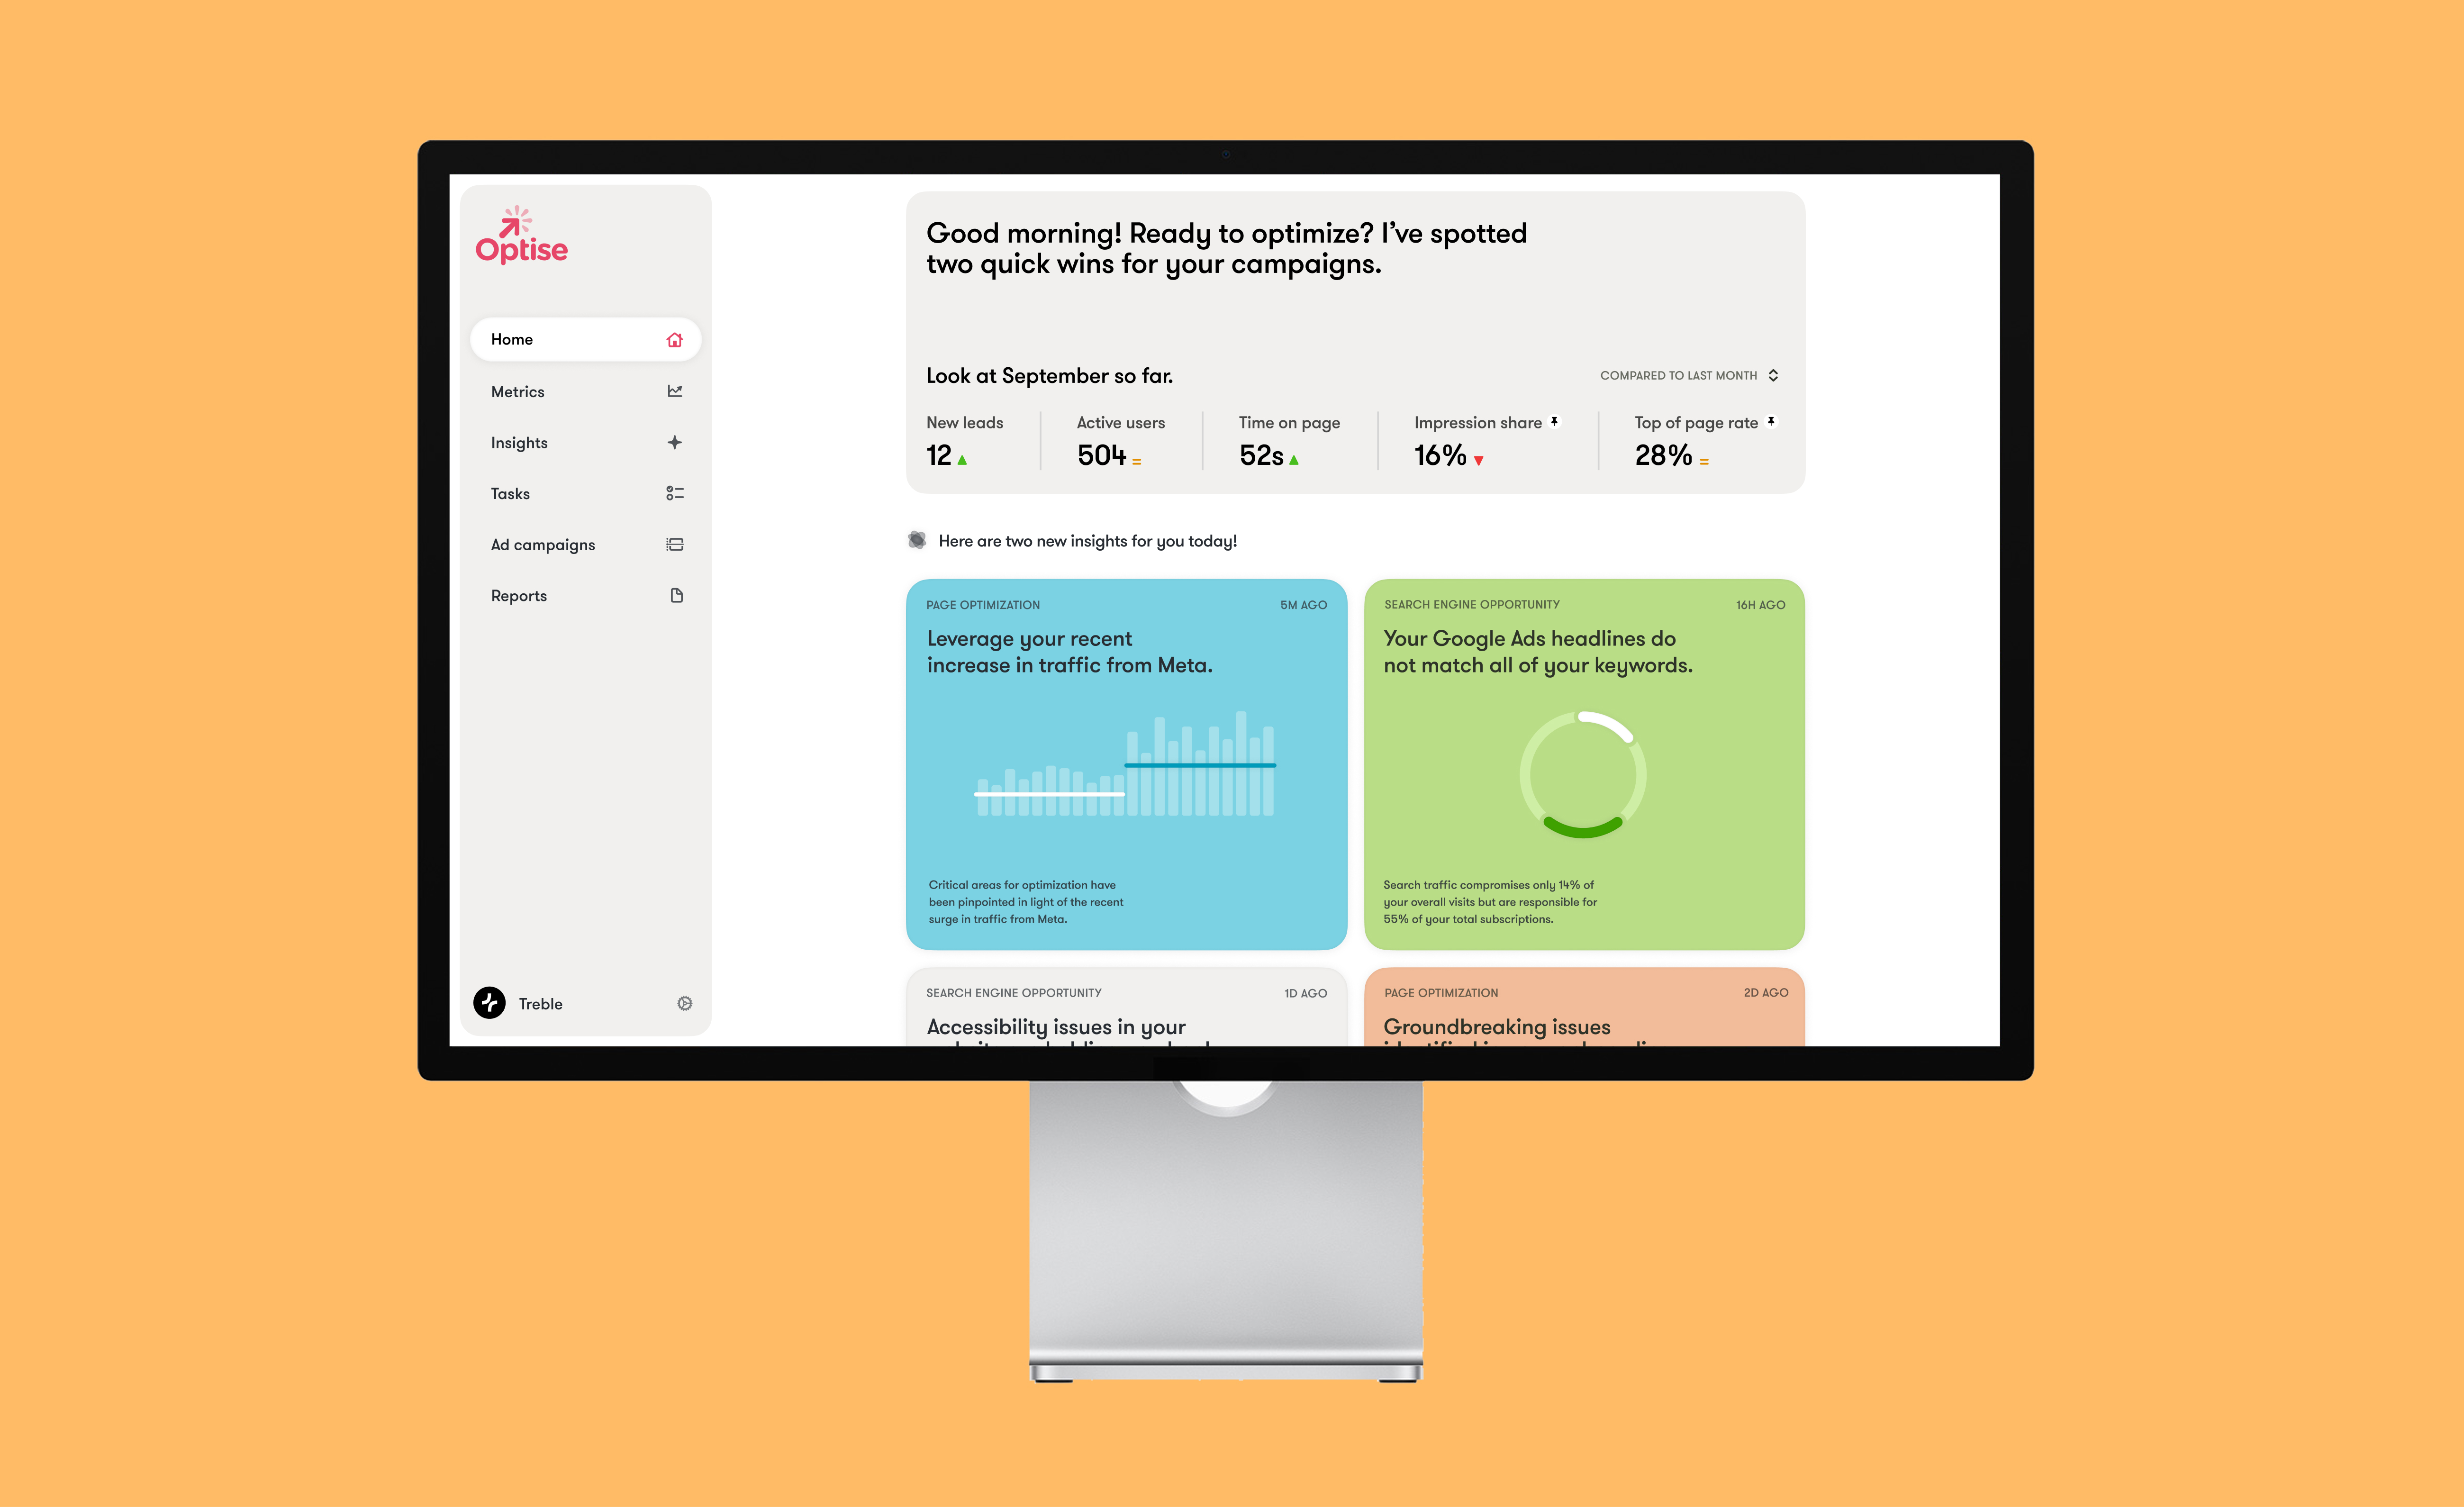 Optise
Home
Metrics
Insights
Tasks
Ad campaigns
Reports
Treble
Good morning! Ready to optimize? I’ve spotted
two quick wins for your campaigns.
Look at September so far.
COMPARED TO LAST MONTH
New leads
12
Active users
504 =
Time on page
52s
Impression share
16%
Top of page rate
28% =
Here are two new insights for you today!
PAGE OPTIMIZATION
5M AGO
Leverage your recent
increase in traffic from Meta.
Critical areas for optimization have
been pinpointed in light of the recent
surge in traffic from Meta.
SEARCH ENGINE OPPORTUNITY
16H AGO
Your Google Ads headlines do
not match all of your keywords.
Search traffic compromises only 14% of
your overall visits but are responsible for
55% of your total subscriptions.
SEARCH ENGINE OPPORTUNITY
1D AGO
Accessibility issues in your
PAGE OPTIMIZATION
2D AGO
Groundbreaking issues